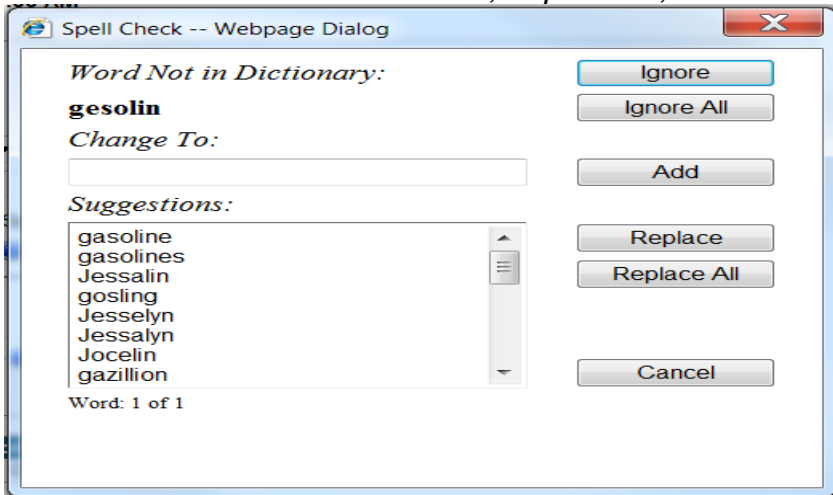 Spell Check -- Webpage Dialog
Word Not in Dictionary:
Ignore
gesolin
Ignore All
Change To:
Add
Suggestions:
gasoline
gasolines
Jessalin
gosling
Jesselyn
Jessalyn
Jocelin
gazillion
Replace
Replace All
Cancel
Word: 1 of 1